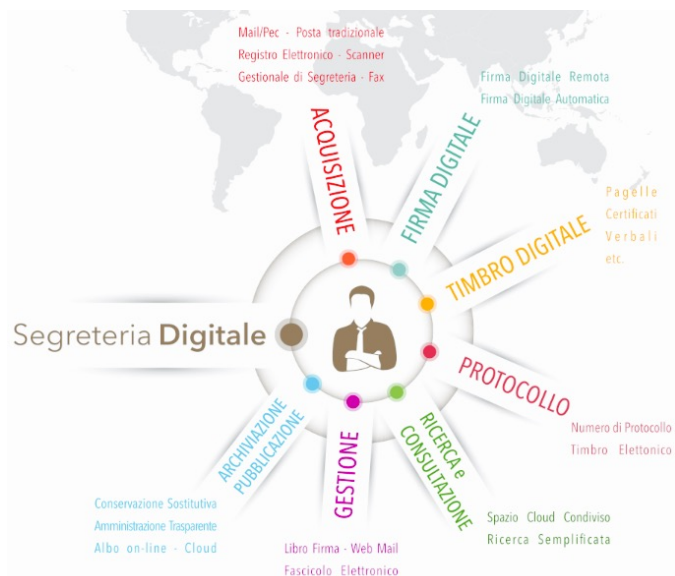 Mail/Pec - Posta tradizionale
Registro Elettronico - Scanner
Gestionale di Segreteria - Fax
ACQUISIZIONE
Firma Digitale Remota
Firma Digitale Automatica
FIRMA DIGITALE
Pagelle
Certificati
Verbali
etc.
TIMBRO DIGITALE
Segreteria Digitale
PROTOCOLLO
Numero di Protocollo
Timbro Elettonico
RICERCA e
CONSULTAZIONE
Spazio Cloud Condiviso
Ricerca Semplificata
GESTIONE
Libro Firma - Web Mail
Fascicolo Elettronico
ARCHIVIAZIONE
PUBBLICAZIONE
Conservazione Sostitutiva
Amministrazione Trasparente
Albo on-line - Cloud